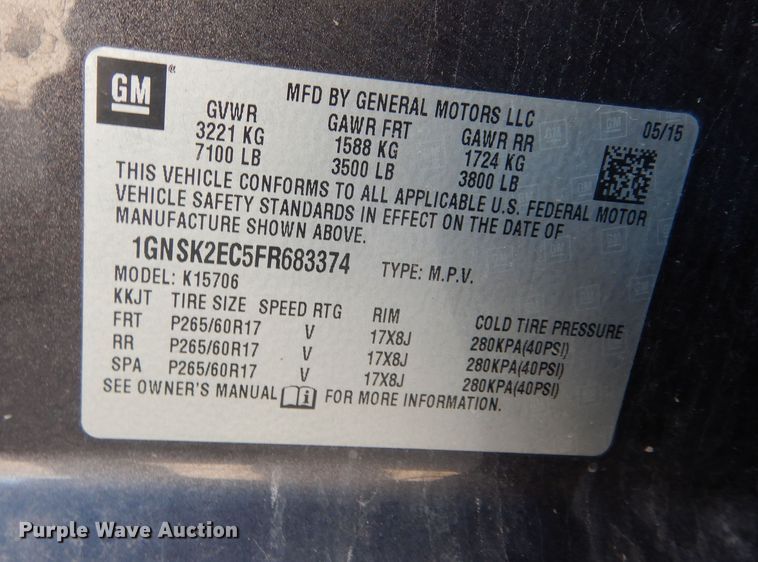 GM ®
MFD BY GENERAL MOTORS LLC
05/15
GVWR GAWR FRT GAWR RR
3221 KG 1588 KG 1724 KG
7100 LB 3500 LB 3800 LB
THIS VEHICLE CONFORMS TO ALL APPLICABLE U.S. FEDERAL MOTOR
VEHICLE SAFETY STANDARDS IN EFFECT ON THE DATE OF
MANUFACTURE SHOWN ABOVE.
1GNSK2EC5FR683374 TYPE: M.P.V.
MODEL: K15706
KKJT TIRE SIZE SPEED RTG RIM COLD TIRE PRESSURE
FRT P265/60R17 V 17X8J 280KPA(40PSI)
RR P265/60R17 V 17X8J 280KPA(40PSI)
SPA P265/60R17 V 17X8J 280KPA(40PSI)
SEE OWNER'S MANUAL FOR MORE INFORMATION.
Purple Wave Auction